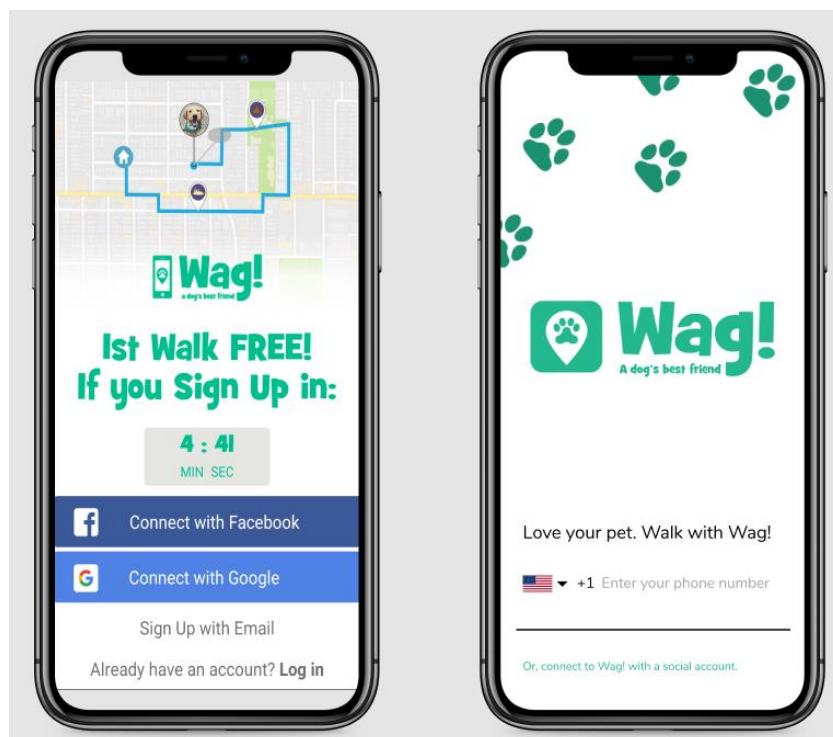 Wag!
a dog's best friend
1st Walk FREE!
If you Sign Up in:
4 : 41
MIN SEC
f
Connect with Facebook
G
Connect with Google
Sign Up with Email
Already have an account? Log in
Wag!
A dog's best friend
Love your pet. Walk with Wag!
+1 Enter your phone number
Or, connect to Wag! with a social account.